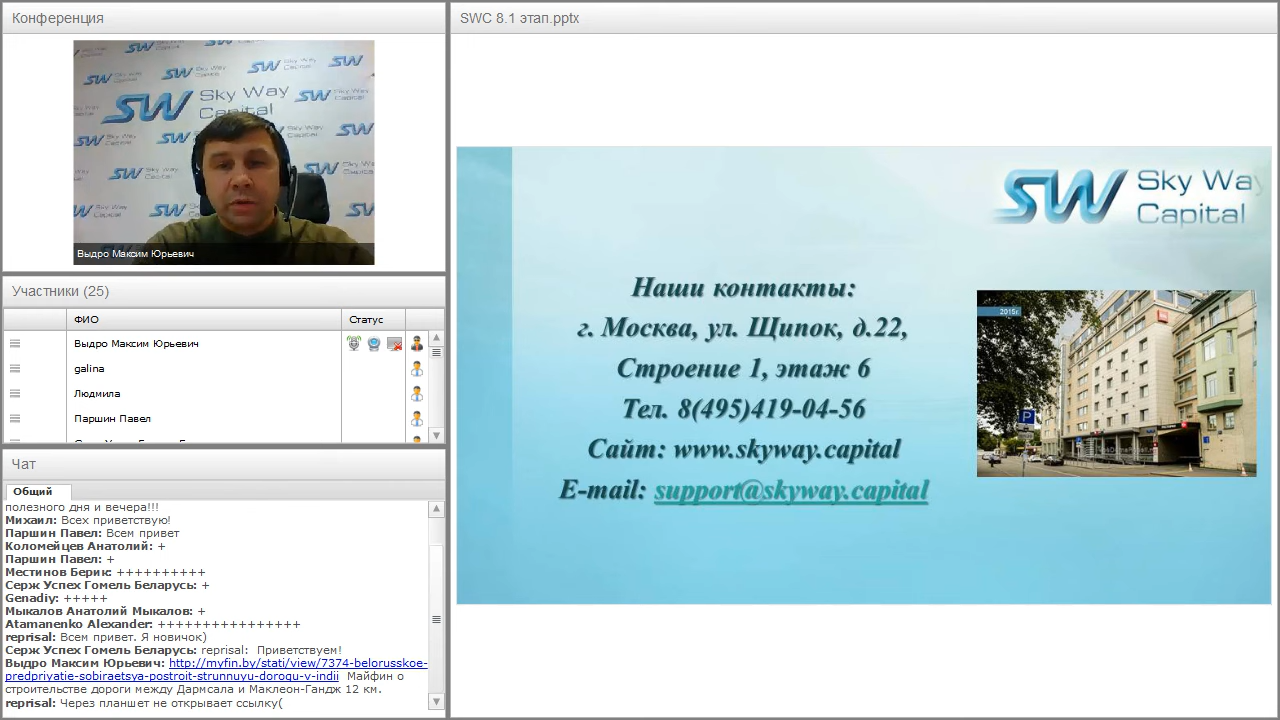 Конференция
SWC 8.1 этап.pptx
SW Sky Way
Capital
Выдро Максим Юрьевич
Участники (25)
ФИО
Статус
Выдро Максим Юрьевич
galina
Людмила
Паршин Павел
Чат
Общий
полезного дня и вечера!!!
Михаил: Всех приветствую!
Паршин Павел: Всем привет
Коломейцев Анатолий: +
Паршин Павел: +
Местинов Берик: ++++++++++
Серж Успех Гомель Беларусь: +
Genadiy: +++++
Мыкалов Анатолий Мыкалов: +
Atamanenko Alexander: ++++++++++++++++
reprisal: Всем привет. Я новичок)
Серж Успех Гомель Беларусь: reprisal: Приветствуем!
Выдро Максим Юрьевич: http://myfin.by/stati/view/7374-belorusskoe-
predpriyatie-sobiraetsya-postroit-strunnuyu-dorogu-v-indii Майфин о
строительстве дороги между Дармсала и Маклеон-Гандж 12 км.
reprisal: Через планшет не открывает ссылку(
SW Sky Way
Capital
Наши контакты:
г. Москва, ул. Щипок, д.22,
Строение 1, этаж 6
Тел. 8(495)419-04-56
Сайт: www.skyway.capital
E-mail: support@skyway.capital
2015г
P